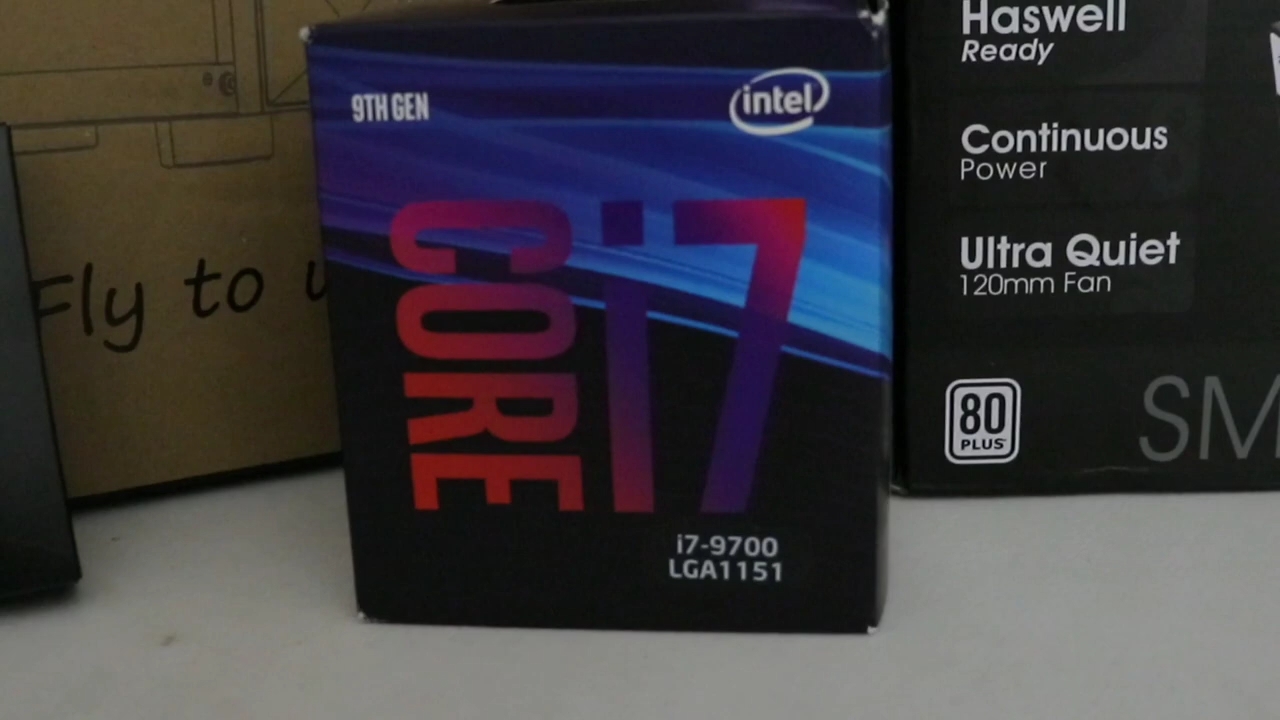 9TH GEN
intel
CORE i7
i7-9700
LGA1151
Fly to
Haswell
Ready
Continuous
Power
Ultra Quiet
120mm Fan
80
PLUS
SM